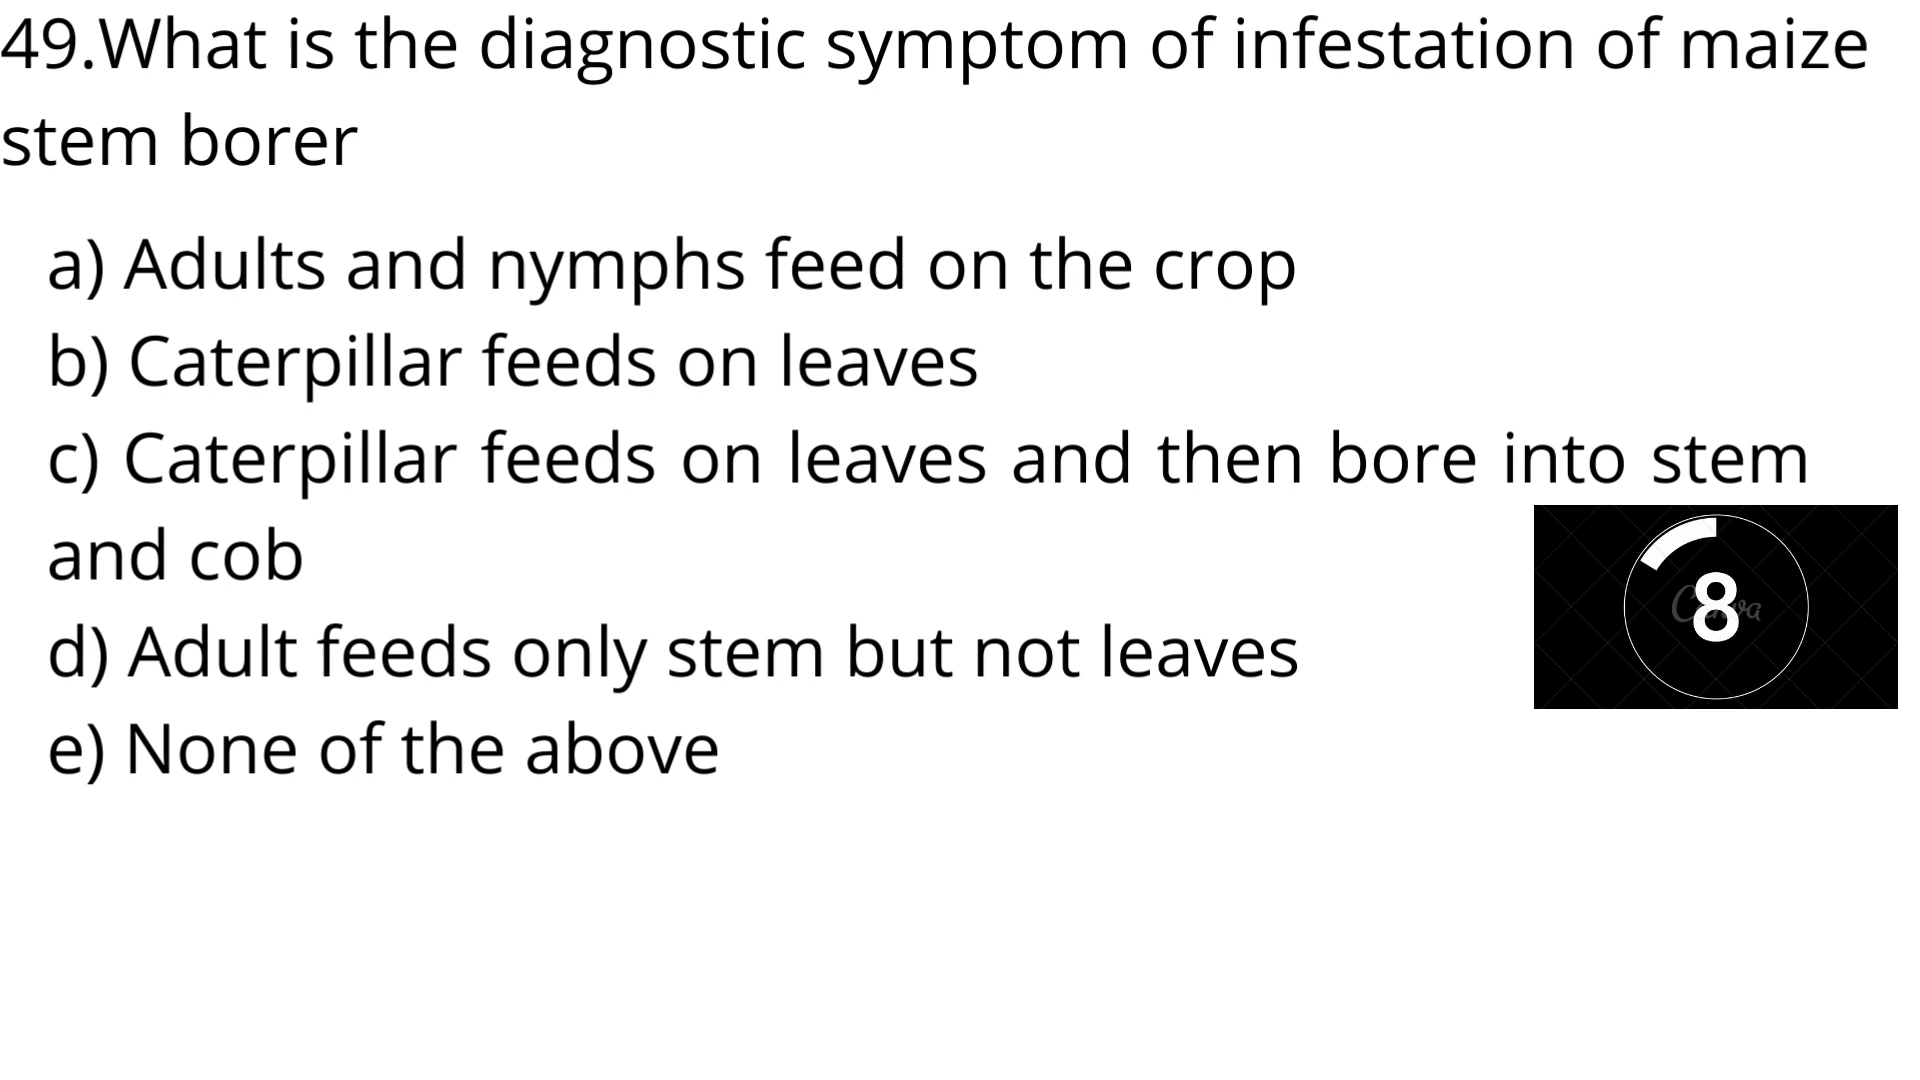 49.What is the diagnostic symptom of infestation of maize
stem borer
a) Adults and nymphs feed on the crop
b) Caterpillar feeds on leaves
c) Caterpillar feeds on leaves and then bore into stem
and cob
d) Adult feeds only stem but not leaves
e) None of the above
8
Canva